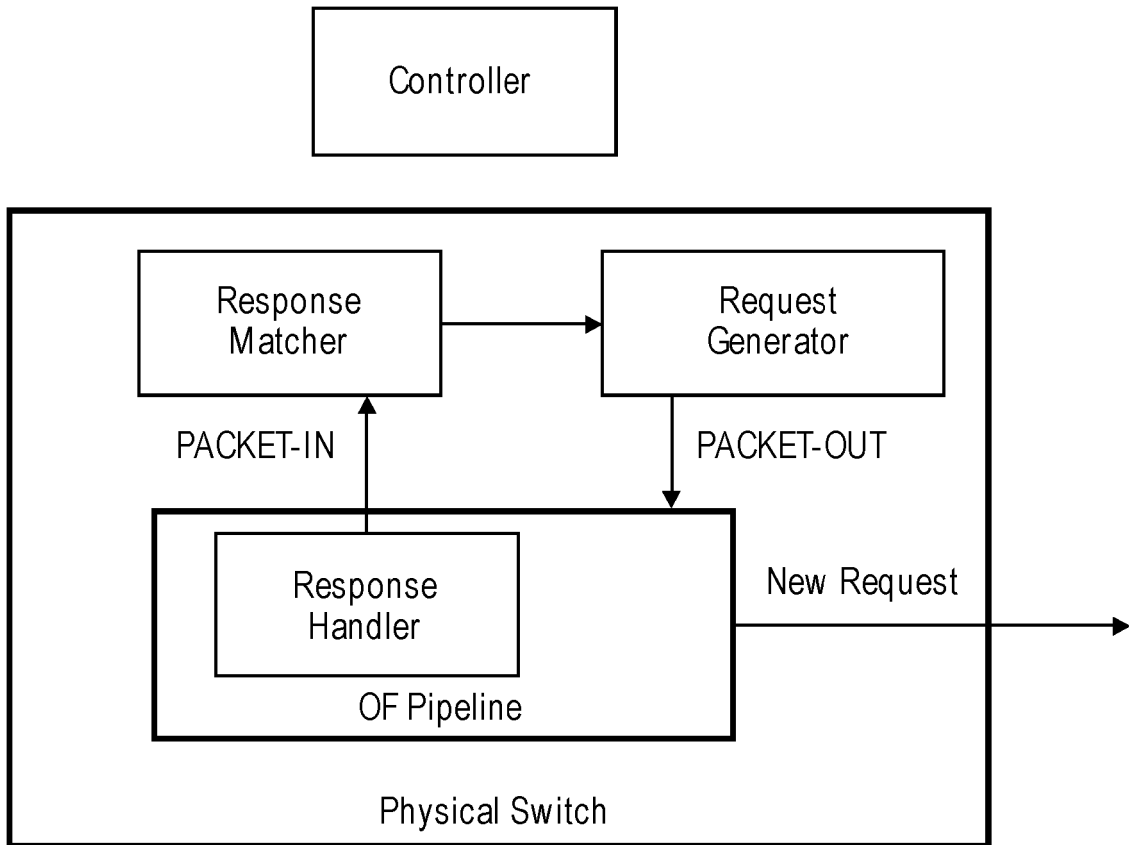 Controller
Response
Matcher
Request
Generator
PACKET-IN
PACKET-OUT
Response
Handler
New Request
OF Pipeline
Physical Switch